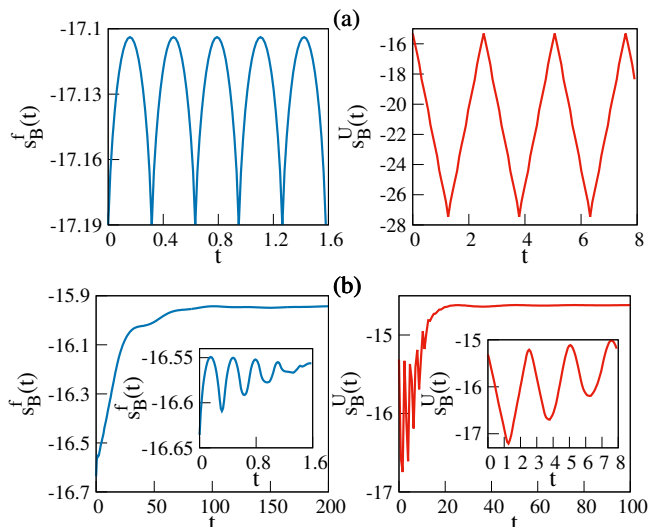 (a)
-17.1
-17.13
-17.16
-17.19
s_B^f(t)
0 0.4 0.8 1.2 1.6
t
-16
-18
-20
-22
-24
-26
-28
s_B^U(t)
0 2 4 6 8
t
(b)
-15.9
-16.1
-16.3
-16.5
-16.7
s_B^f(t)
0 50 100 150 200
t
-16.55
-16.6
-16.65
s_B^f(t)
0 0.8 1.6
t
-15
-16
-17
s_B^U(t)
0 20 40 60 80 100
t
-15
-16
-17
s_B^U(t)
0 1 2 3 4 5 6 7 8
t